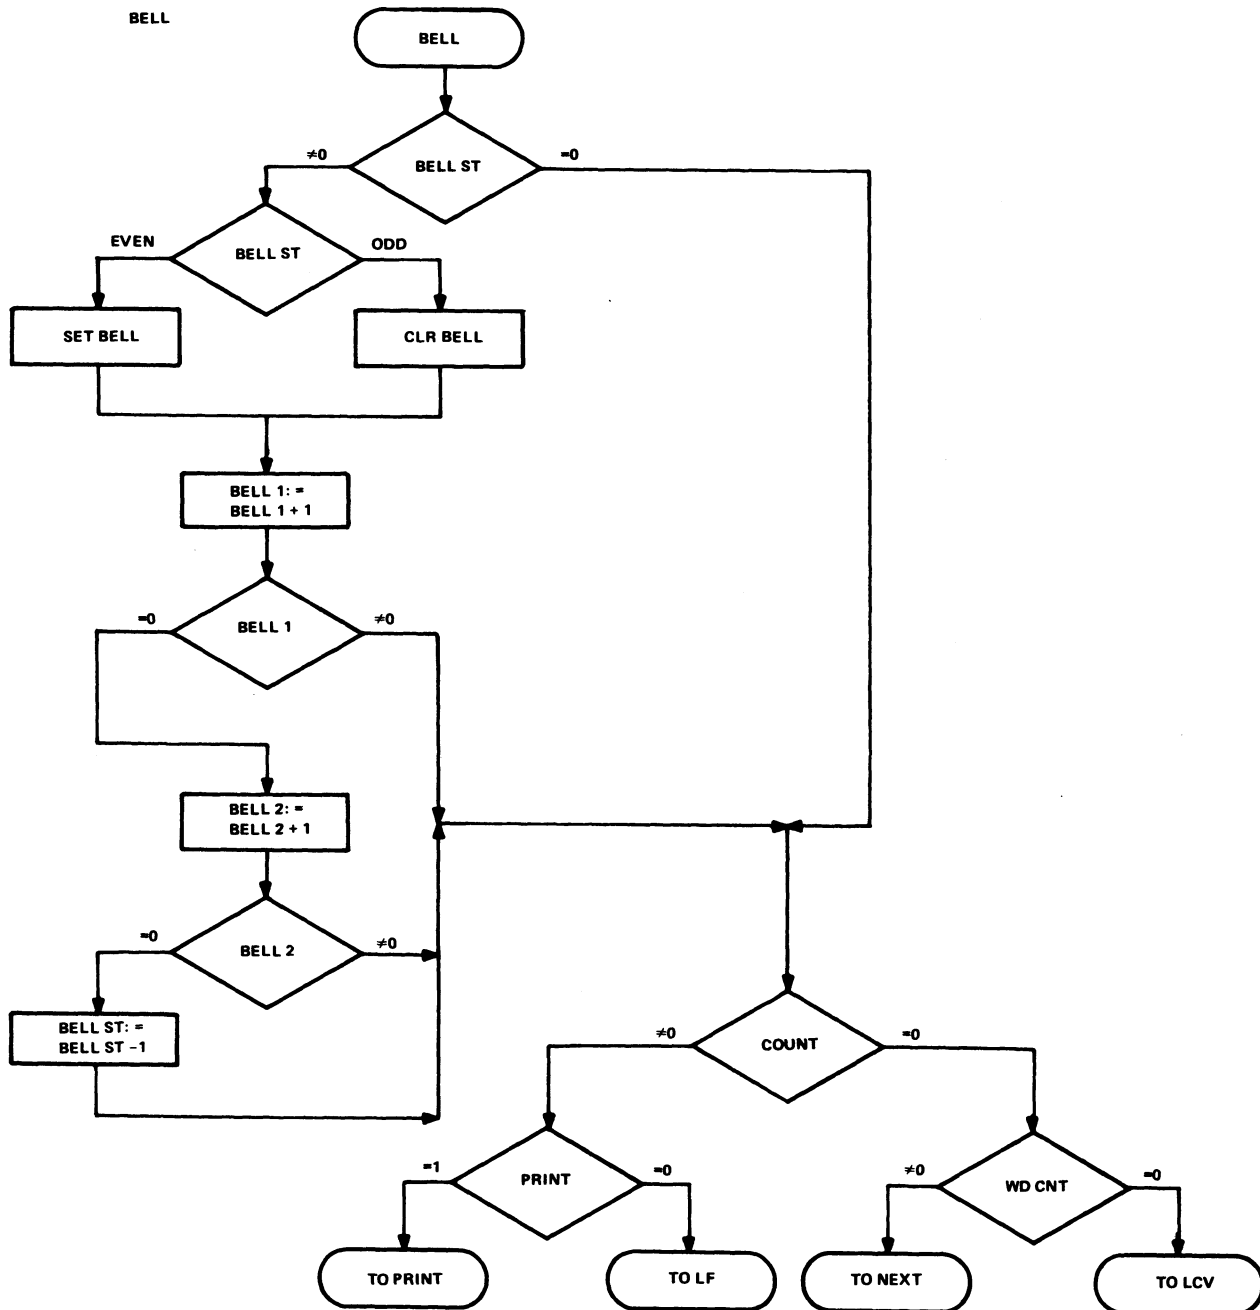 BELL
BELL
≠0
BELL ST
=0
EVEN
BELL ST
ODD
SET BELL
CLR BELL
BELL 1: =
BELL 1 + 1
=0
BELL 1
≠0
BELL 2: =
BELL 2 + 1
=0
BELL 2
≠0
BELL ST: =
BELL ST -1
≠0
COUNT
=0
=1
PRINT
=0
≠0
WD CNT
=0
TO PRINT
TO LF
TO NEXT
TO LCV